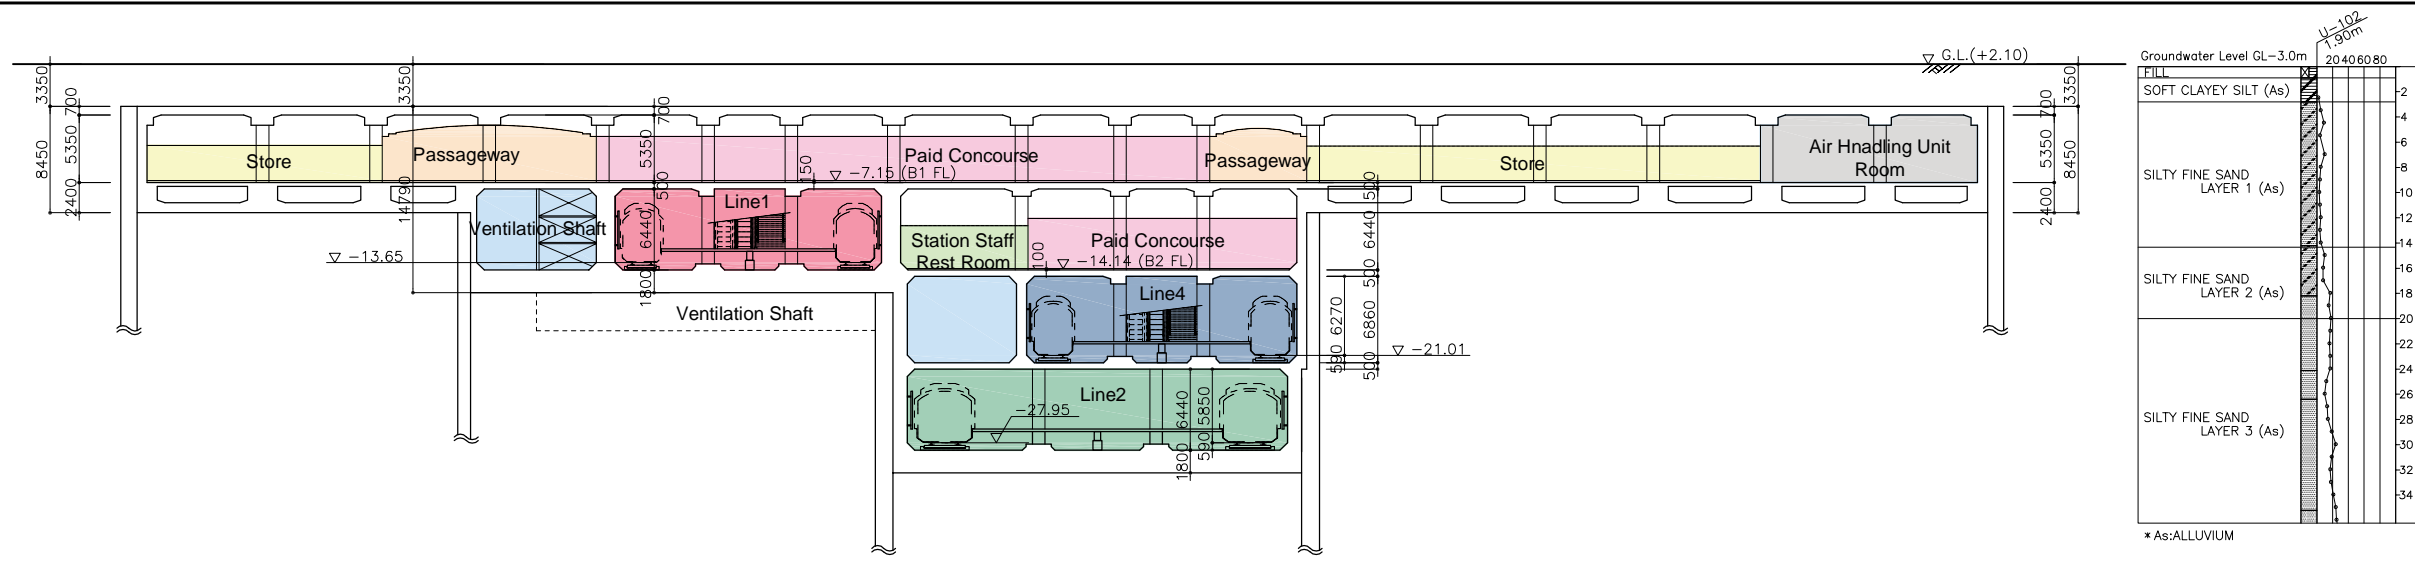 U-102
1.90m
G.L.(+2.10)
Groundwater Level GL-3.0m
20 40 60 80
FILL
SOFT CLAYEY SILT (As)
SILTY FINE SAND
LAYER 1 (As)
SILTY FINE SAND
LAYER 2 (As)
SILTY FINE SAND
LAYER 3 (As)
-2
-4
-6
-8
-10
-12
-14
-16
-18
-20
-22
-24
-26
-28
-30
-32
-34
* As:ALLUVIUM
3350
700
5350
8450
2400
3350
14790
700
5350
150
500
6440
1800
Store
Passageway
Paid Concourse
Passageway
Store
Air Hnadling Unit
Room
-7.15 (B1 FL)
Ventilation Shaft
Line1
Station Staff
Rest Room
Paid Concourse
100
-14.14 (B2 FL)
-13.65
Ventilation Shaft
Line4
-21.01
Line2
-27.95
6440
5850
590
1800
500
6440
500
6270
6860
590
500
3350
700
5350
8450
2400